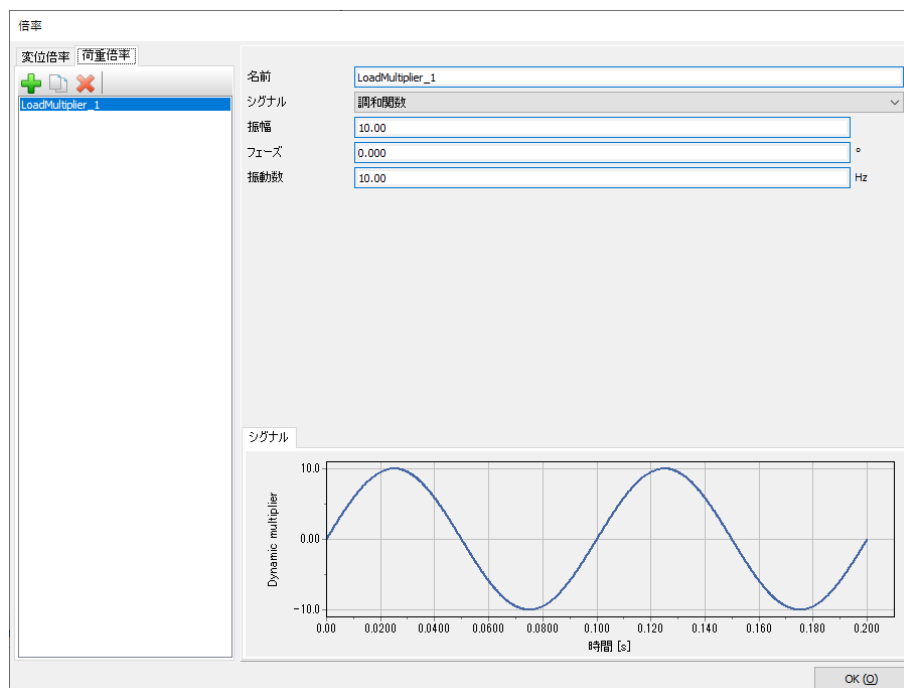 倍率
変位倍率 荷重倍率
LoadMultiplier_1
名前 LoadMultiplier_1
シグナル 調和関数
振幅 10.00
フェーズ 0.000 °
振動数 10.00 Hz
シグナル
Dynamic multiplier
10.0
0.00
-10.0
0.00 0.0200 0.0400 0.0600 0.0800 0.100 0.120 0.140 0.160 0.180 0.200
時間 [s]
OK (O)